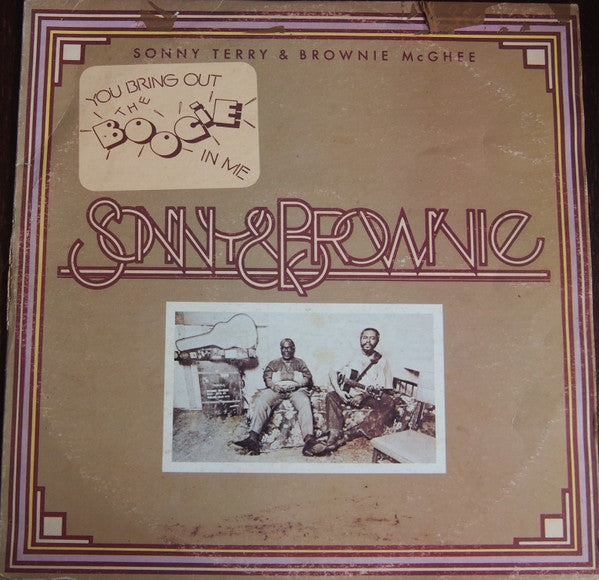 SONNY TERRY & BROWNIE McGHEE
YOU BRING OUT
THE
BOOGIE
IN ME
SONNY & BROWNIE